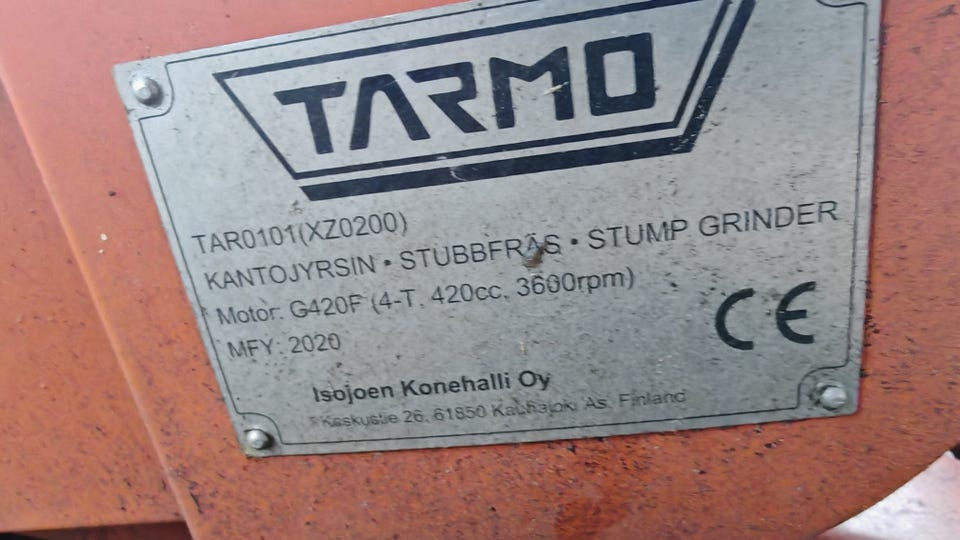 TARMO
TAR0101(XZ0200)
KANTOJYRSIN • STUBBFRÄS • STUMP GRINDER
Motor: G420F (4-T, 420cc, 3600rpm)
MFY: 2020
CE
Isojoen Konehalli Oy
26, 61850 Kauhajoki As, Finland